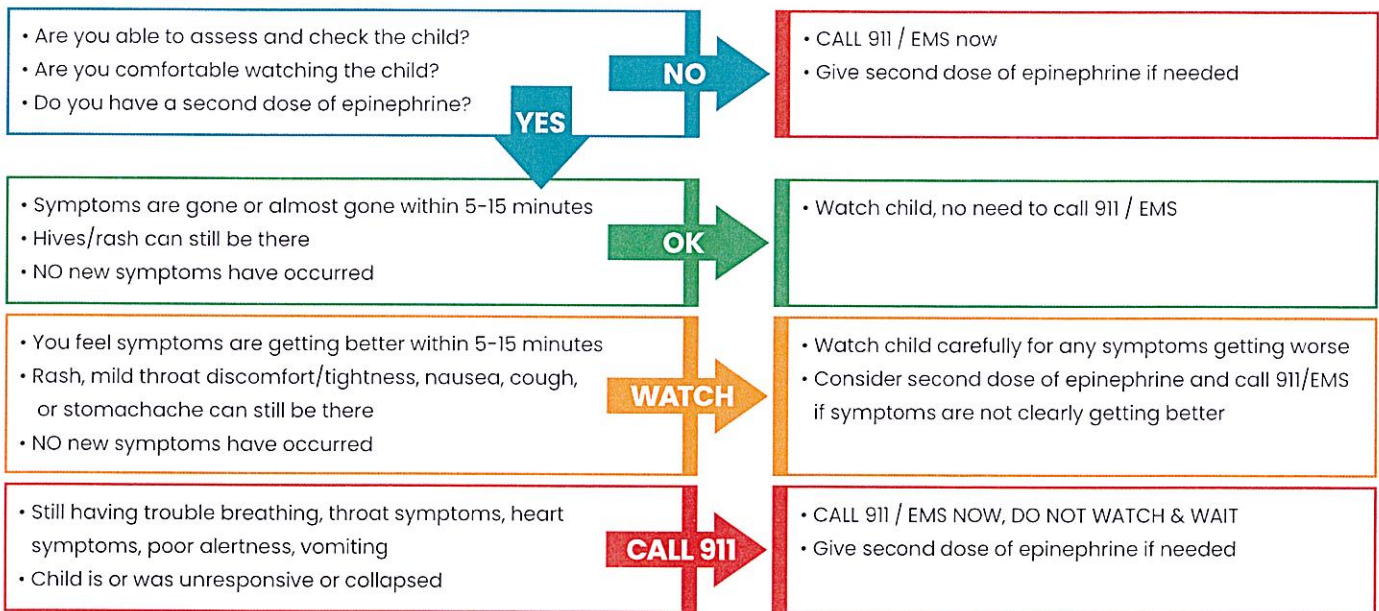 • Are you able to assess and check the child?
• Are you comfortable watching the child?
• Do you have a second dose of epinephrine?
NO
• CALL 911 / EMS now
• Give second dose of epinephrine if needed
YES
• Symptoms are gone or almost gone within 5-15 minutes
• Hives/rash can still be there
• NO new symptoms have occurred
OK
• Watch child, no need to call 911 / EMS
• You feel symptoms are getting better within 5-15 minutes
• Rash, mild throat discomfort/tightness, nausea, cough,
or stomachache can still be there
• NO new symptoms have occurred
WATCH
• Watch child carefully for any symptoms getting worse
• Consider second dose of epinephrine and call 911/EMS
if symptoms are not clearly getting better
• Still having trouble breathing, throat symptoms, heart
symptoms, poor alertness, vomiting
• Child is or was unresponsive or collapsed
CALL 911
• CALL 911 / EMS NOW, DO NOT WATCH & WAIT
• Give second dose of epinephrine if needed